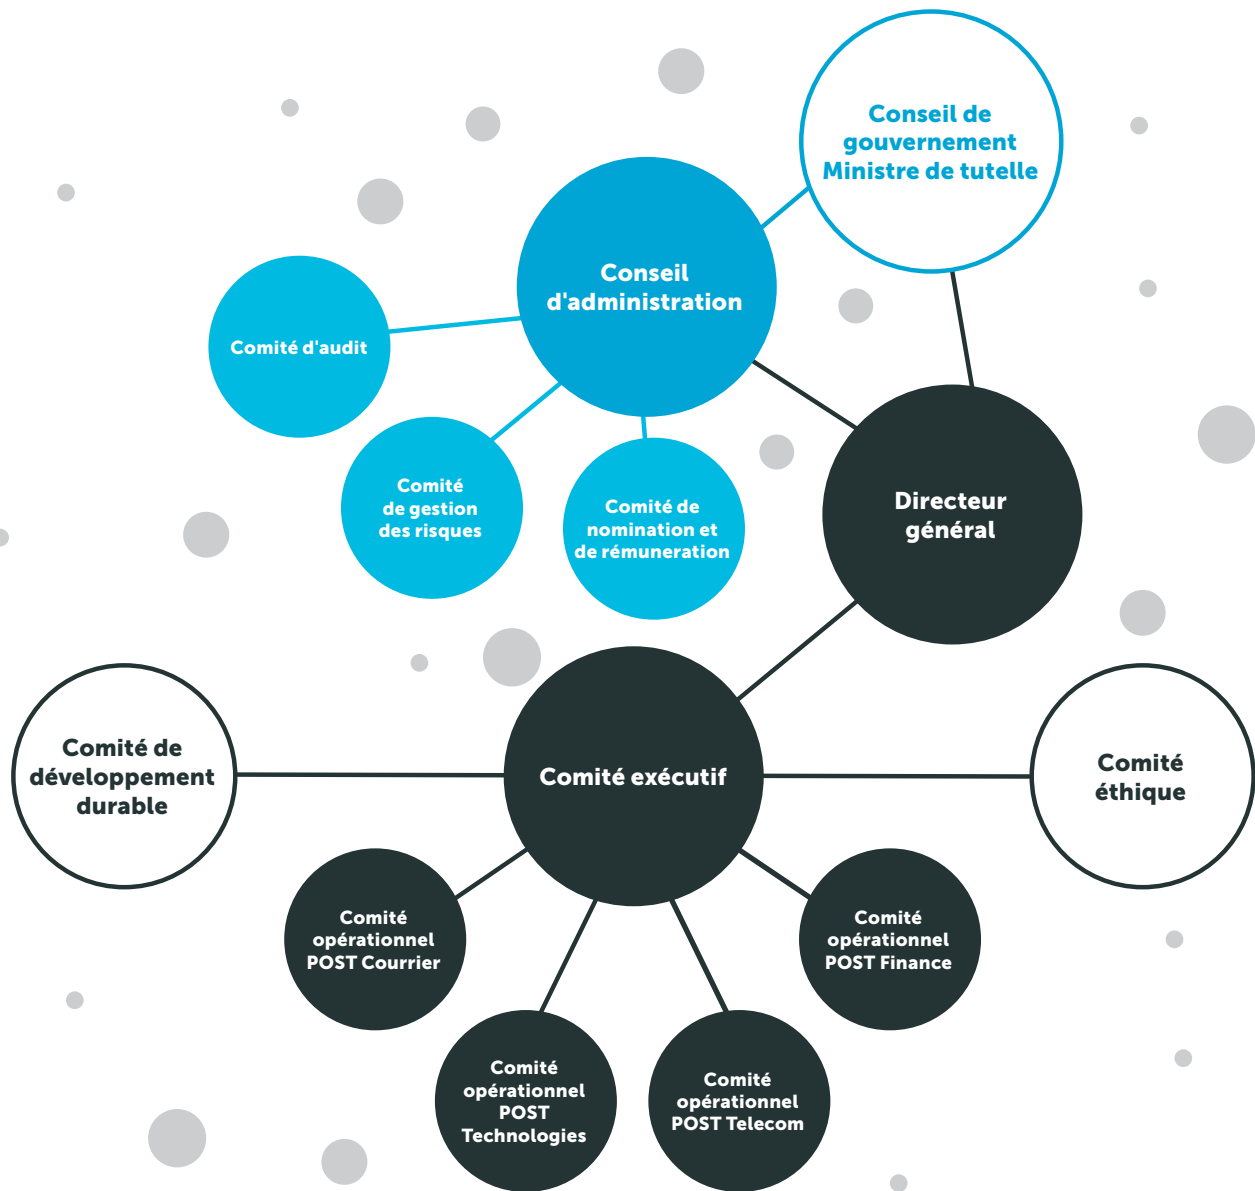 Conseil de
gouvernement
Ministre de tutelle
Conseil
d'administration
Comité d'audit
Comité
de gestion
des risques
Comité de
nomination et
de rémuneration
Directeur
général
Comité de
développement
durable
Comité exécutif
Comité
éthique
Comité
opérationnel
POST Courrier
Comité
opérationnel
POST
Technologies
Comité
opérationnel
POST Telecom
Comité
opérationnel
POST Finance